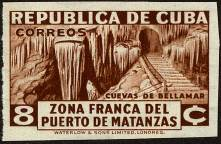 REPUBLICA DE CUBA
CORREOS
CUEVAS DE BELLAMAR
8 ZONA FRANCA DEL PUERTO DE MATANZAS C
WATERLOW & SONS LIMITED, LONDRES.